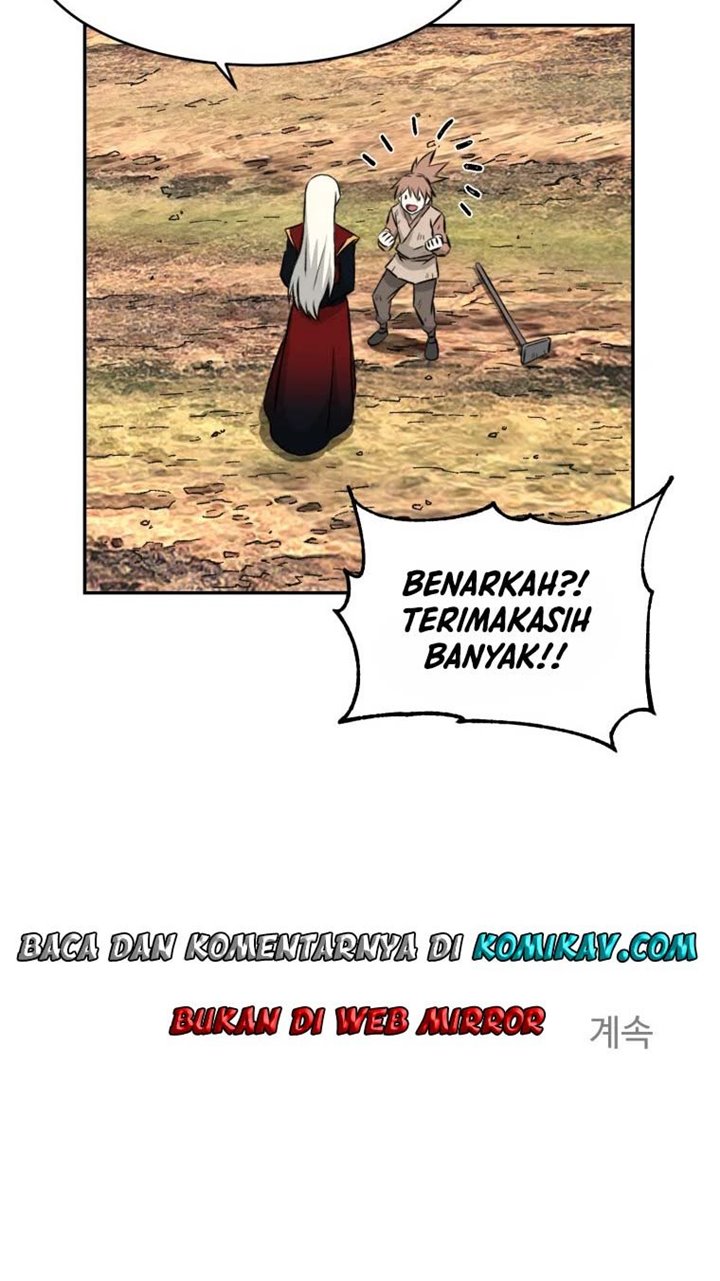 BENARKAH?!
TERIMAKASIH
BANYAK!!
BACA DAN KOMENTARNYA DI KOMIKAV.COM
BUKAN DI WEB MIRROR
계속